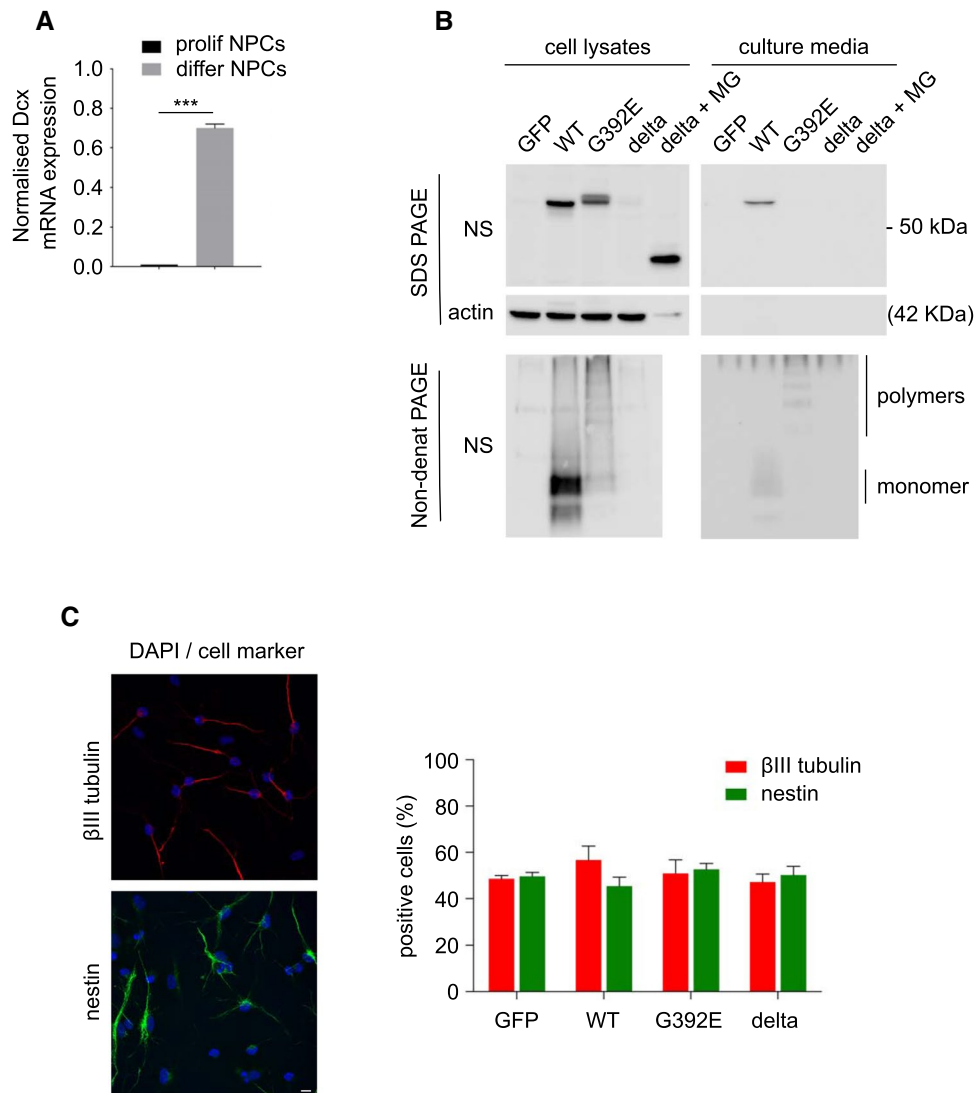 A
prolif NPCs
differ NPCs
Normalised Dcx
mRNA expression
1.0
0.8
0.6
0.4
0.2
0.0
***
B
cell lysates
culture media
GFP
WT
G392E
delta
delta + MG
GFP
WT
G392E
delta
delta + MG
SDS PAGE
NS
- 50 kDa
actin
(42 KDa)
Non-denat PAGE
NS
polymers
monomer
C
DAPI / cell marker
βIII tubulin
nestin
positive cells (%)
100
80
60
40
20
0
βIII tubulin
nestin
GFP
WT
G392E
delta